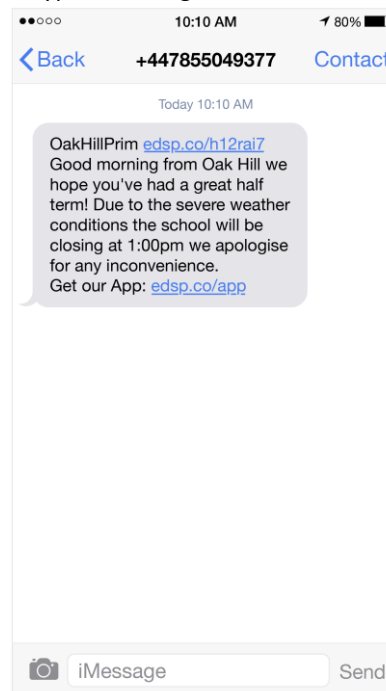 10:10 AM
80%
Back
+447855049377
Contact
Today 10:10 AM
OakHillPrim edsp.co/h12rai7
Good morning from Oak Hill we
hope you've had a great half
term! Due to the severe weather
conditions the school will be
closing at 1:00pm we apologise
for any inconvenience.
Get our App: edsp.co/app
iMessage
Send